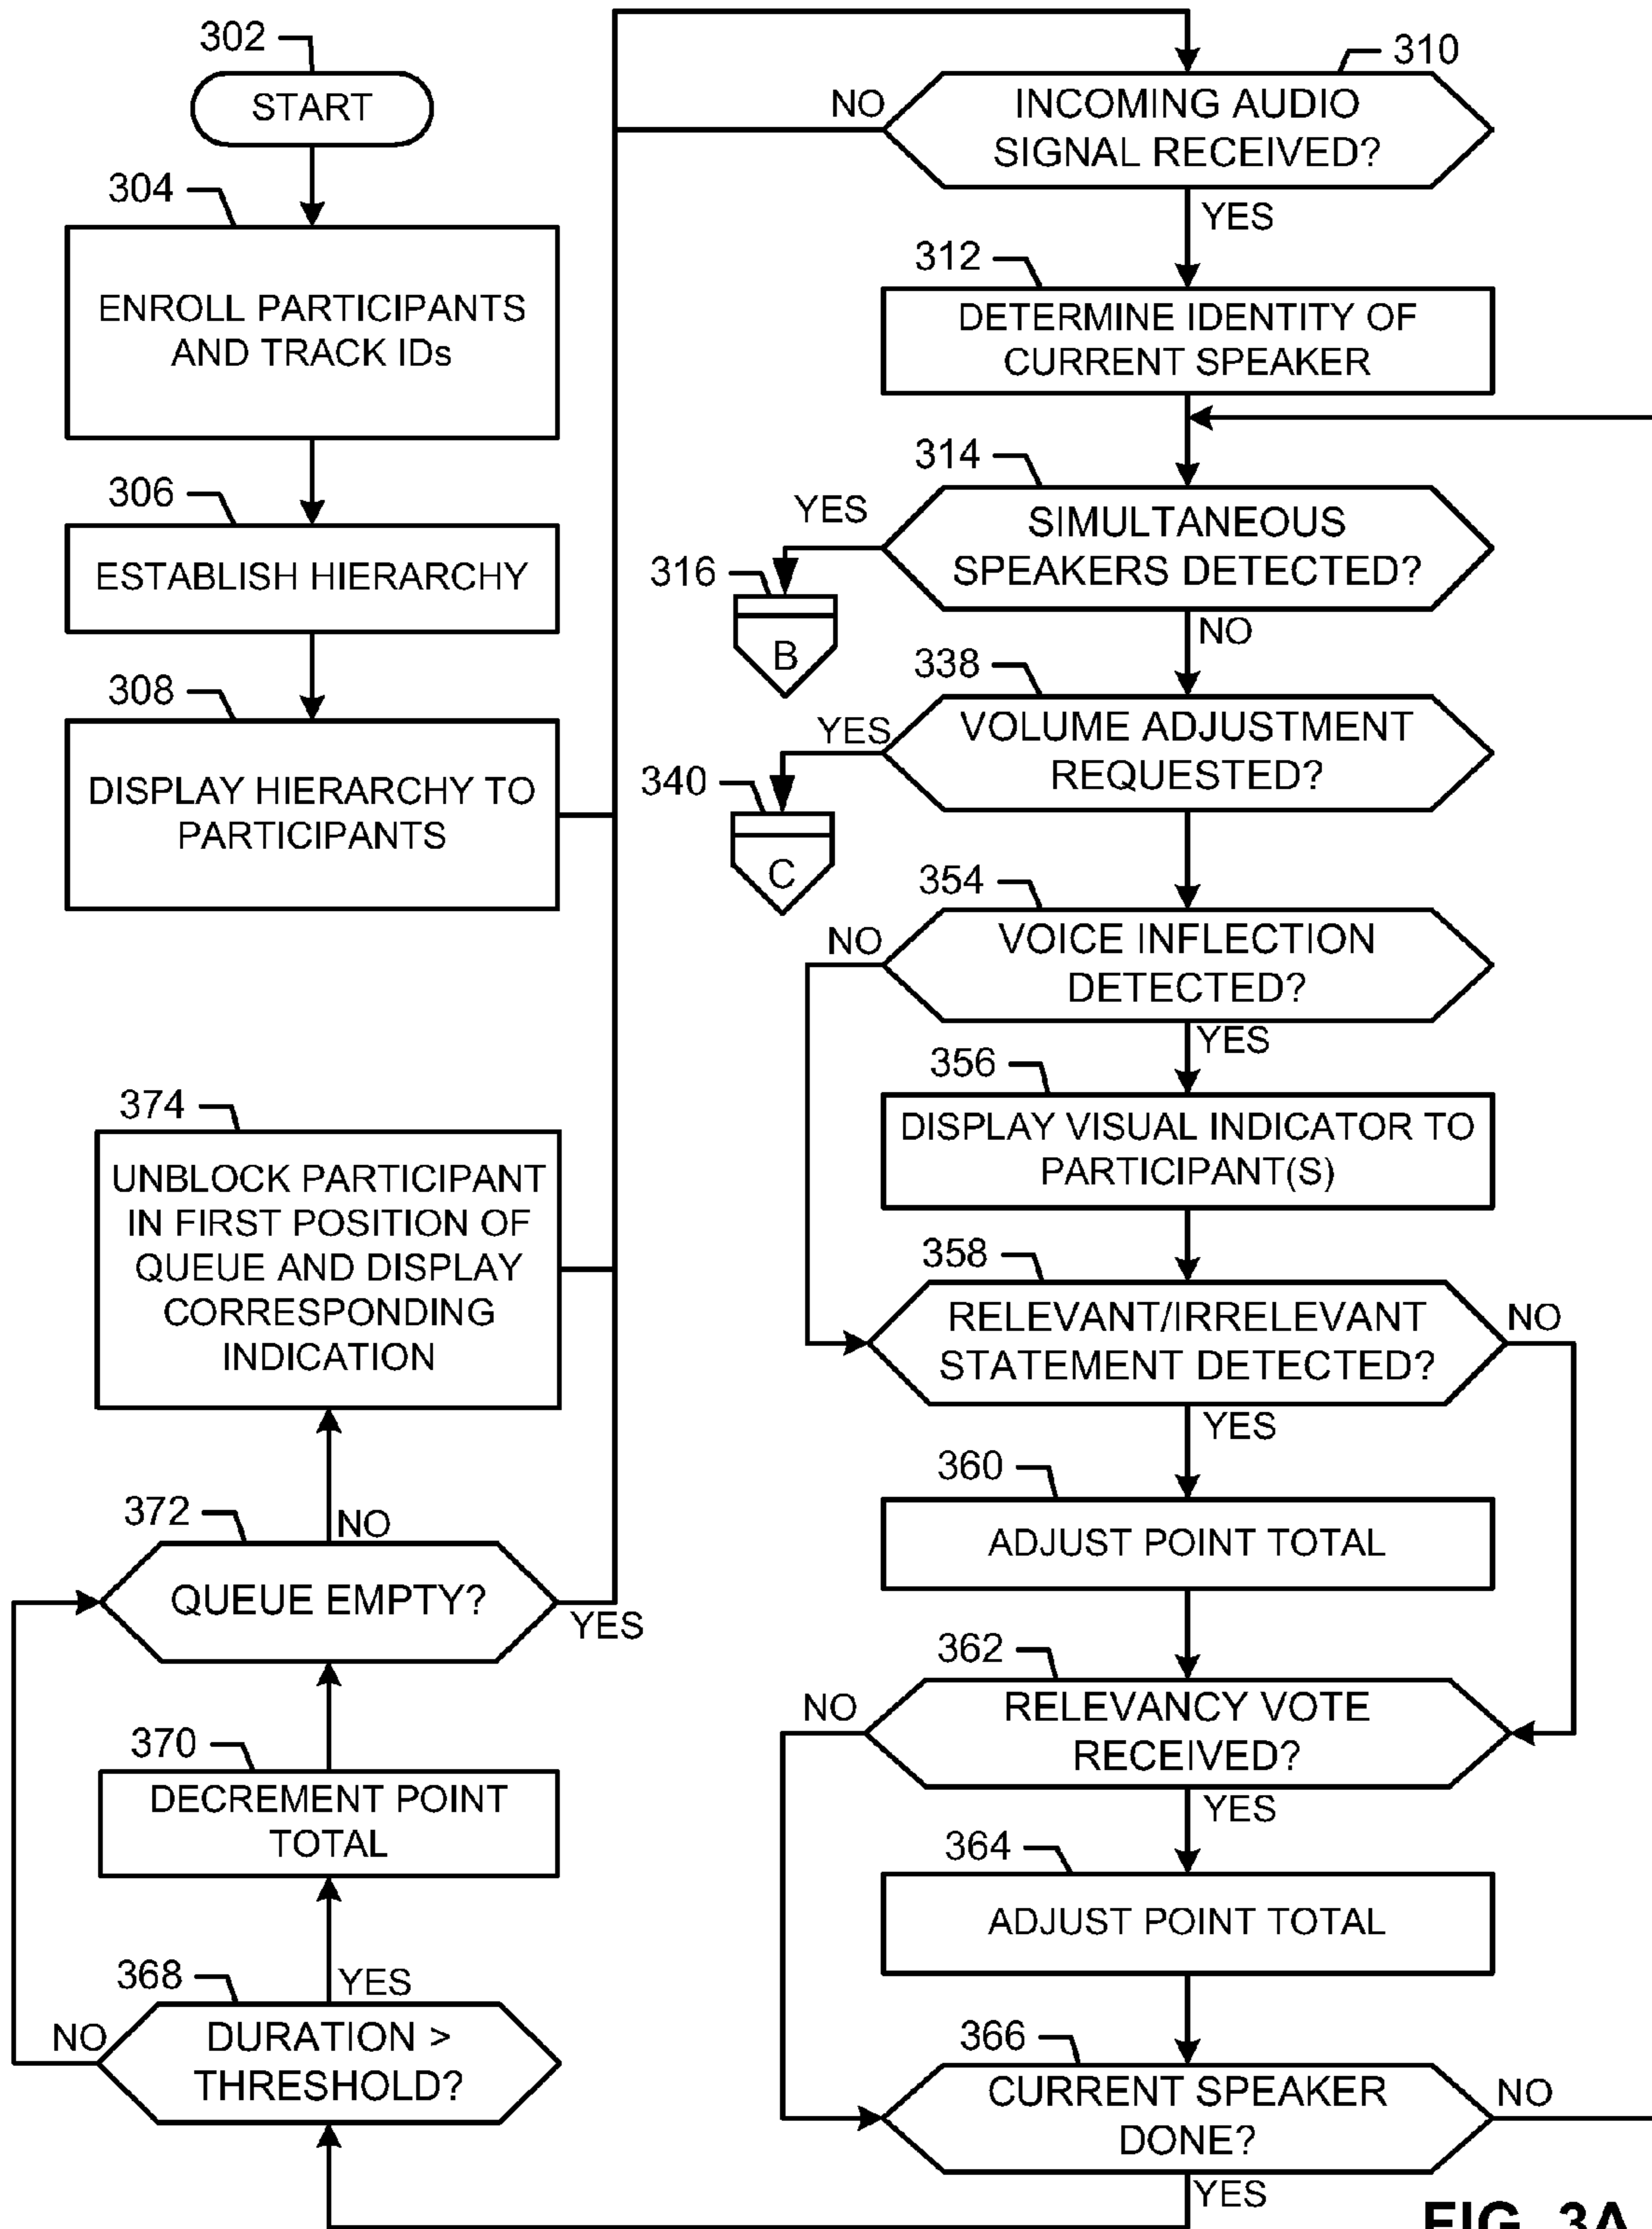 302
START
304
ENROLL PARTICIPANTS
AND TRACK IDs
306
ESTABLISH HIERARCHY
308
DISPLAY HIERARCHY TO
PARTICIPANTS
310
NO
INCOMING AUDIO
SIGNAL RECEIVED?
YES
312
DETERMINE IDENTITY OF
CURRENT SPEAKER
314
YES
SIMULTANEOUS
SPEAKERS DETECTED?
316
B
NO
338
YES
VOLUME ADJUSTMENT
REQUESTED?
340
C
354
NO
VOICE INFLECTION
DETECTED?
YES
356
DISPLAY VISUAL INDICATOR TO
PARTICIPANT(S)
358
RELEVANT/IRRELEVANT
STATEMENT DETECTED?
NO
YES
360
ADJUST POINT TOTAL
362
NO
RELEVANCY VOTE
RECEIVED?
YES
364
ADJUST POINT TOTAL
366
CURRENT SPEAKER
DONE?
NO
YES
368
YES
NO
DURATION >
THRESHOLD?
370
DECREMENT POINT
TOTAL
372
NO
QUEUE EMPTY?
YES
374
UNBLOCK PARTICIPANT
IN FIRST POSITION OF
QUEUE AND DISPLAY
CORRESPONDING
INDICATION
FIG. 3A